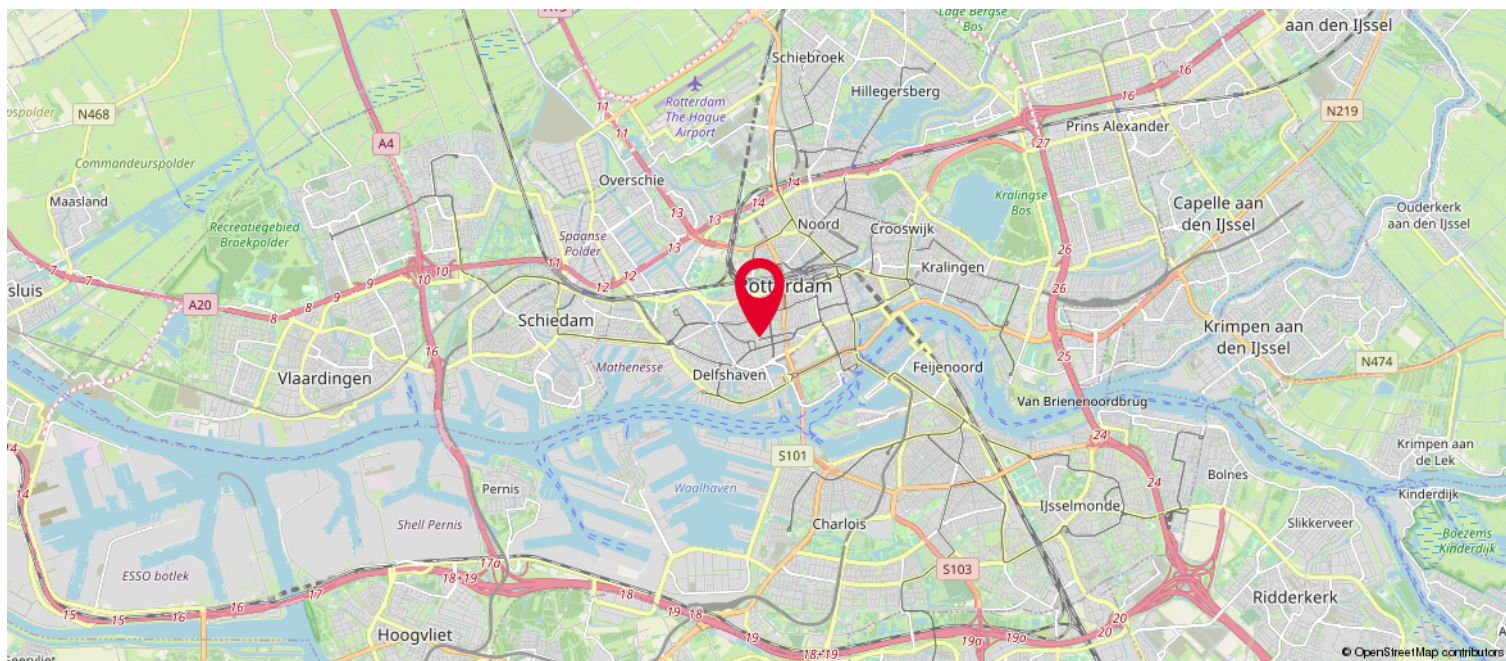 A13
Lage Bergse
Bos
aan den IJssel
Schiebroek
16
Hillegersberg
N468
Rotterdam
The Hague
Airport
11
11
16
N219
A4
Prins Alexander
27
Commandeurspolder
Maasland
Overschie
14
14
Kralingse
Bos
Capelle aan
den IJssel
Ouderkerk
aan den IJssel
Recreatiegebied
Broekpolder
13
13
Noord
Crooswijk
Spaanse
Polder
13
26
7
7
11
10
10
9
9
12
12
Kralingen
sluis
A20
8
8
Rotterdam
26
Schiedam
Krimpen aan
den IJssel
16
25
N474
Vlaardingen
Mathenesse
Delfshaven
Feijenoord
Van Brienenoordbrug
24
14
S101
Krimpen aan
de Lek
24
Bolnes
14
Pernis
Waalhaven
Kinderdijk
IJsselmonde
Shell Pernis
Charlois
Slikkerveer
Boezems
Kinderdijk
17a
ESSO botlek
18+19
S103
17
18
Ridderkerk
15
15
16
16
19
18
20
20
Hoogvliet
19
19a
19a
18+19
© OpenStreetMap contributors